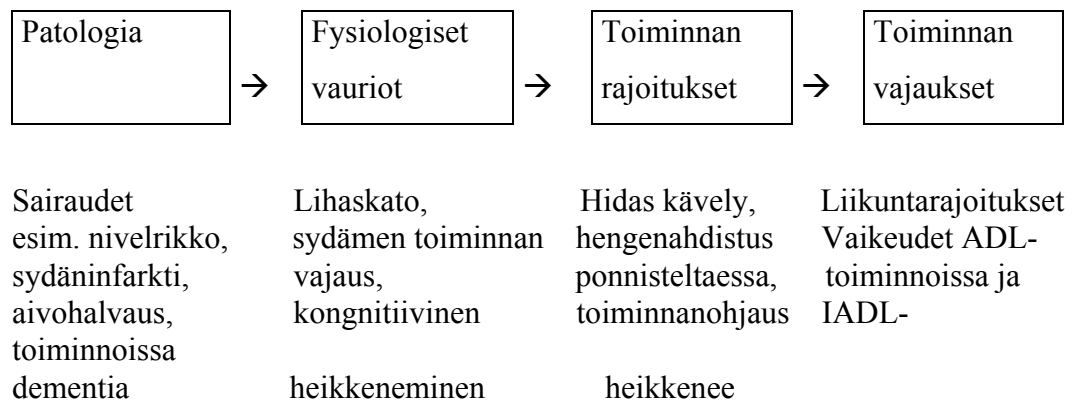 Patologia → Fysiologiset vauriot → Toiminnan rajoitukset → Toiminnan vajaukset
Sairaudet Lihaskato, Hidas kävely, Liikuntarajoitukset
esim. nivelrikko, sydämen toiminnan hengenahdistus Vaikeudet ADL-
sydäninfarkti, vajaus, ponnisteltaessa, toiminnoissa ja
aivohalvaus, kongnitiivinen toiminnanohjaus IADL-
toiminnoissa
dementia heikkeneminen heikkenee